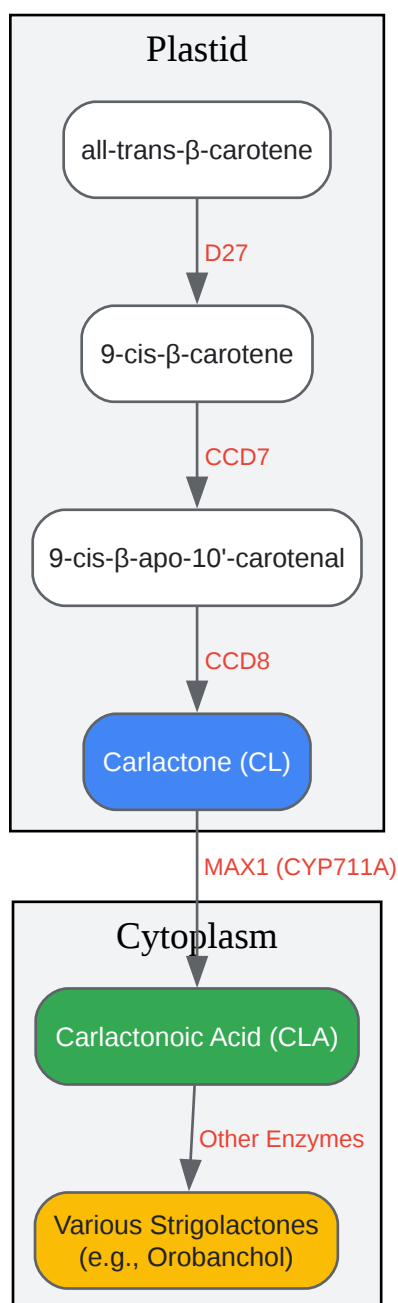 Plastid
all-trans-β-carotene
D27
9-cis-β-carotene
CCD7
9-cis-β-apo-10'-carotenal
CCD8
Carlactone (CL)
MAX1 (CYP711A)
Cytoplasm
Carlactonoic Acid (CLA)
Other Enzymes
Various Strigolactones
(e.g., Orobanchol)